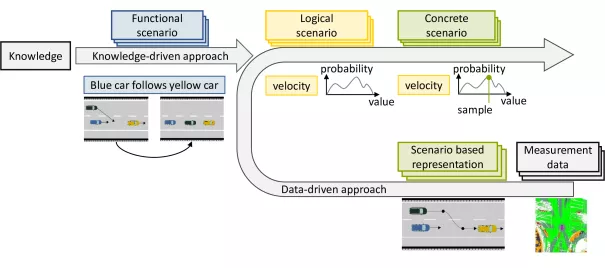 Functional
scenario
Logical
scenario
Concrete
scenario
Knowledge
Knowledge-driven approach
Blue car follows yellow car
velocity
probability
value
velocity
probability
value
sample
Scenario based
representation
Measurement
data
Data-driven approach